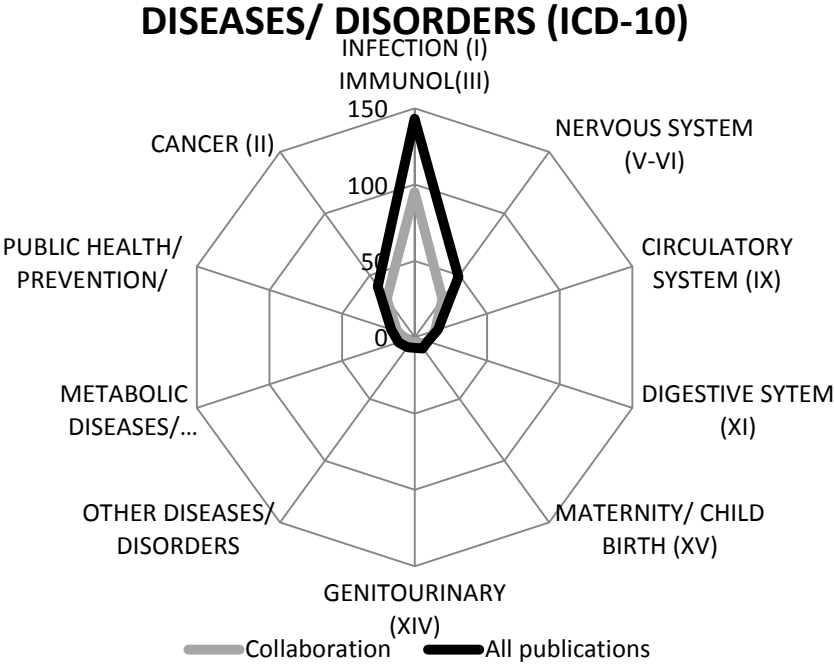 DISEASES/ DISORDERS (ICD-10)
INFECTION (I)
IMMUNOL(III)
150
100
50
0
NERVOUS SYSTEM
(V-VI)
CIRCULATORY
SYSTEM (IX)
DIGESTIVE SYTEM
(XI)
MATERNITY/ CHILD
BIRTH (XV)
GENITOURINARY
(XIV)
OTHER DISEASES/
DISORDERS
METABOLIC
DISEASES/...
PUBLIC HEALTH/
PREVENTION/
CANCER (II)
Collaboration
All publications